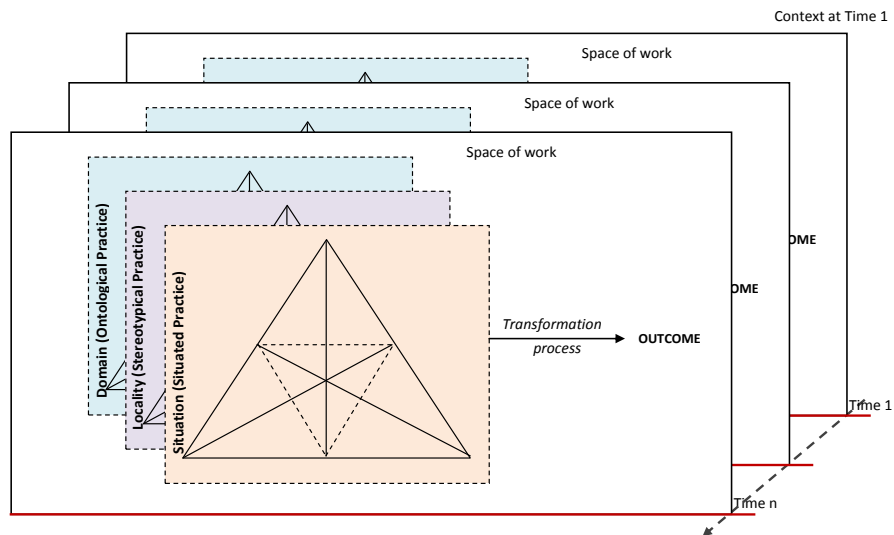 Context at Time 1
Space of work
Space of work
Space of work
Domain (Ontological Practice)
Locality (Stereotypical Practice)
Situation (Situated Practice)
Transformation
process
OUTCOME
OME
OME
Time 1
Time n